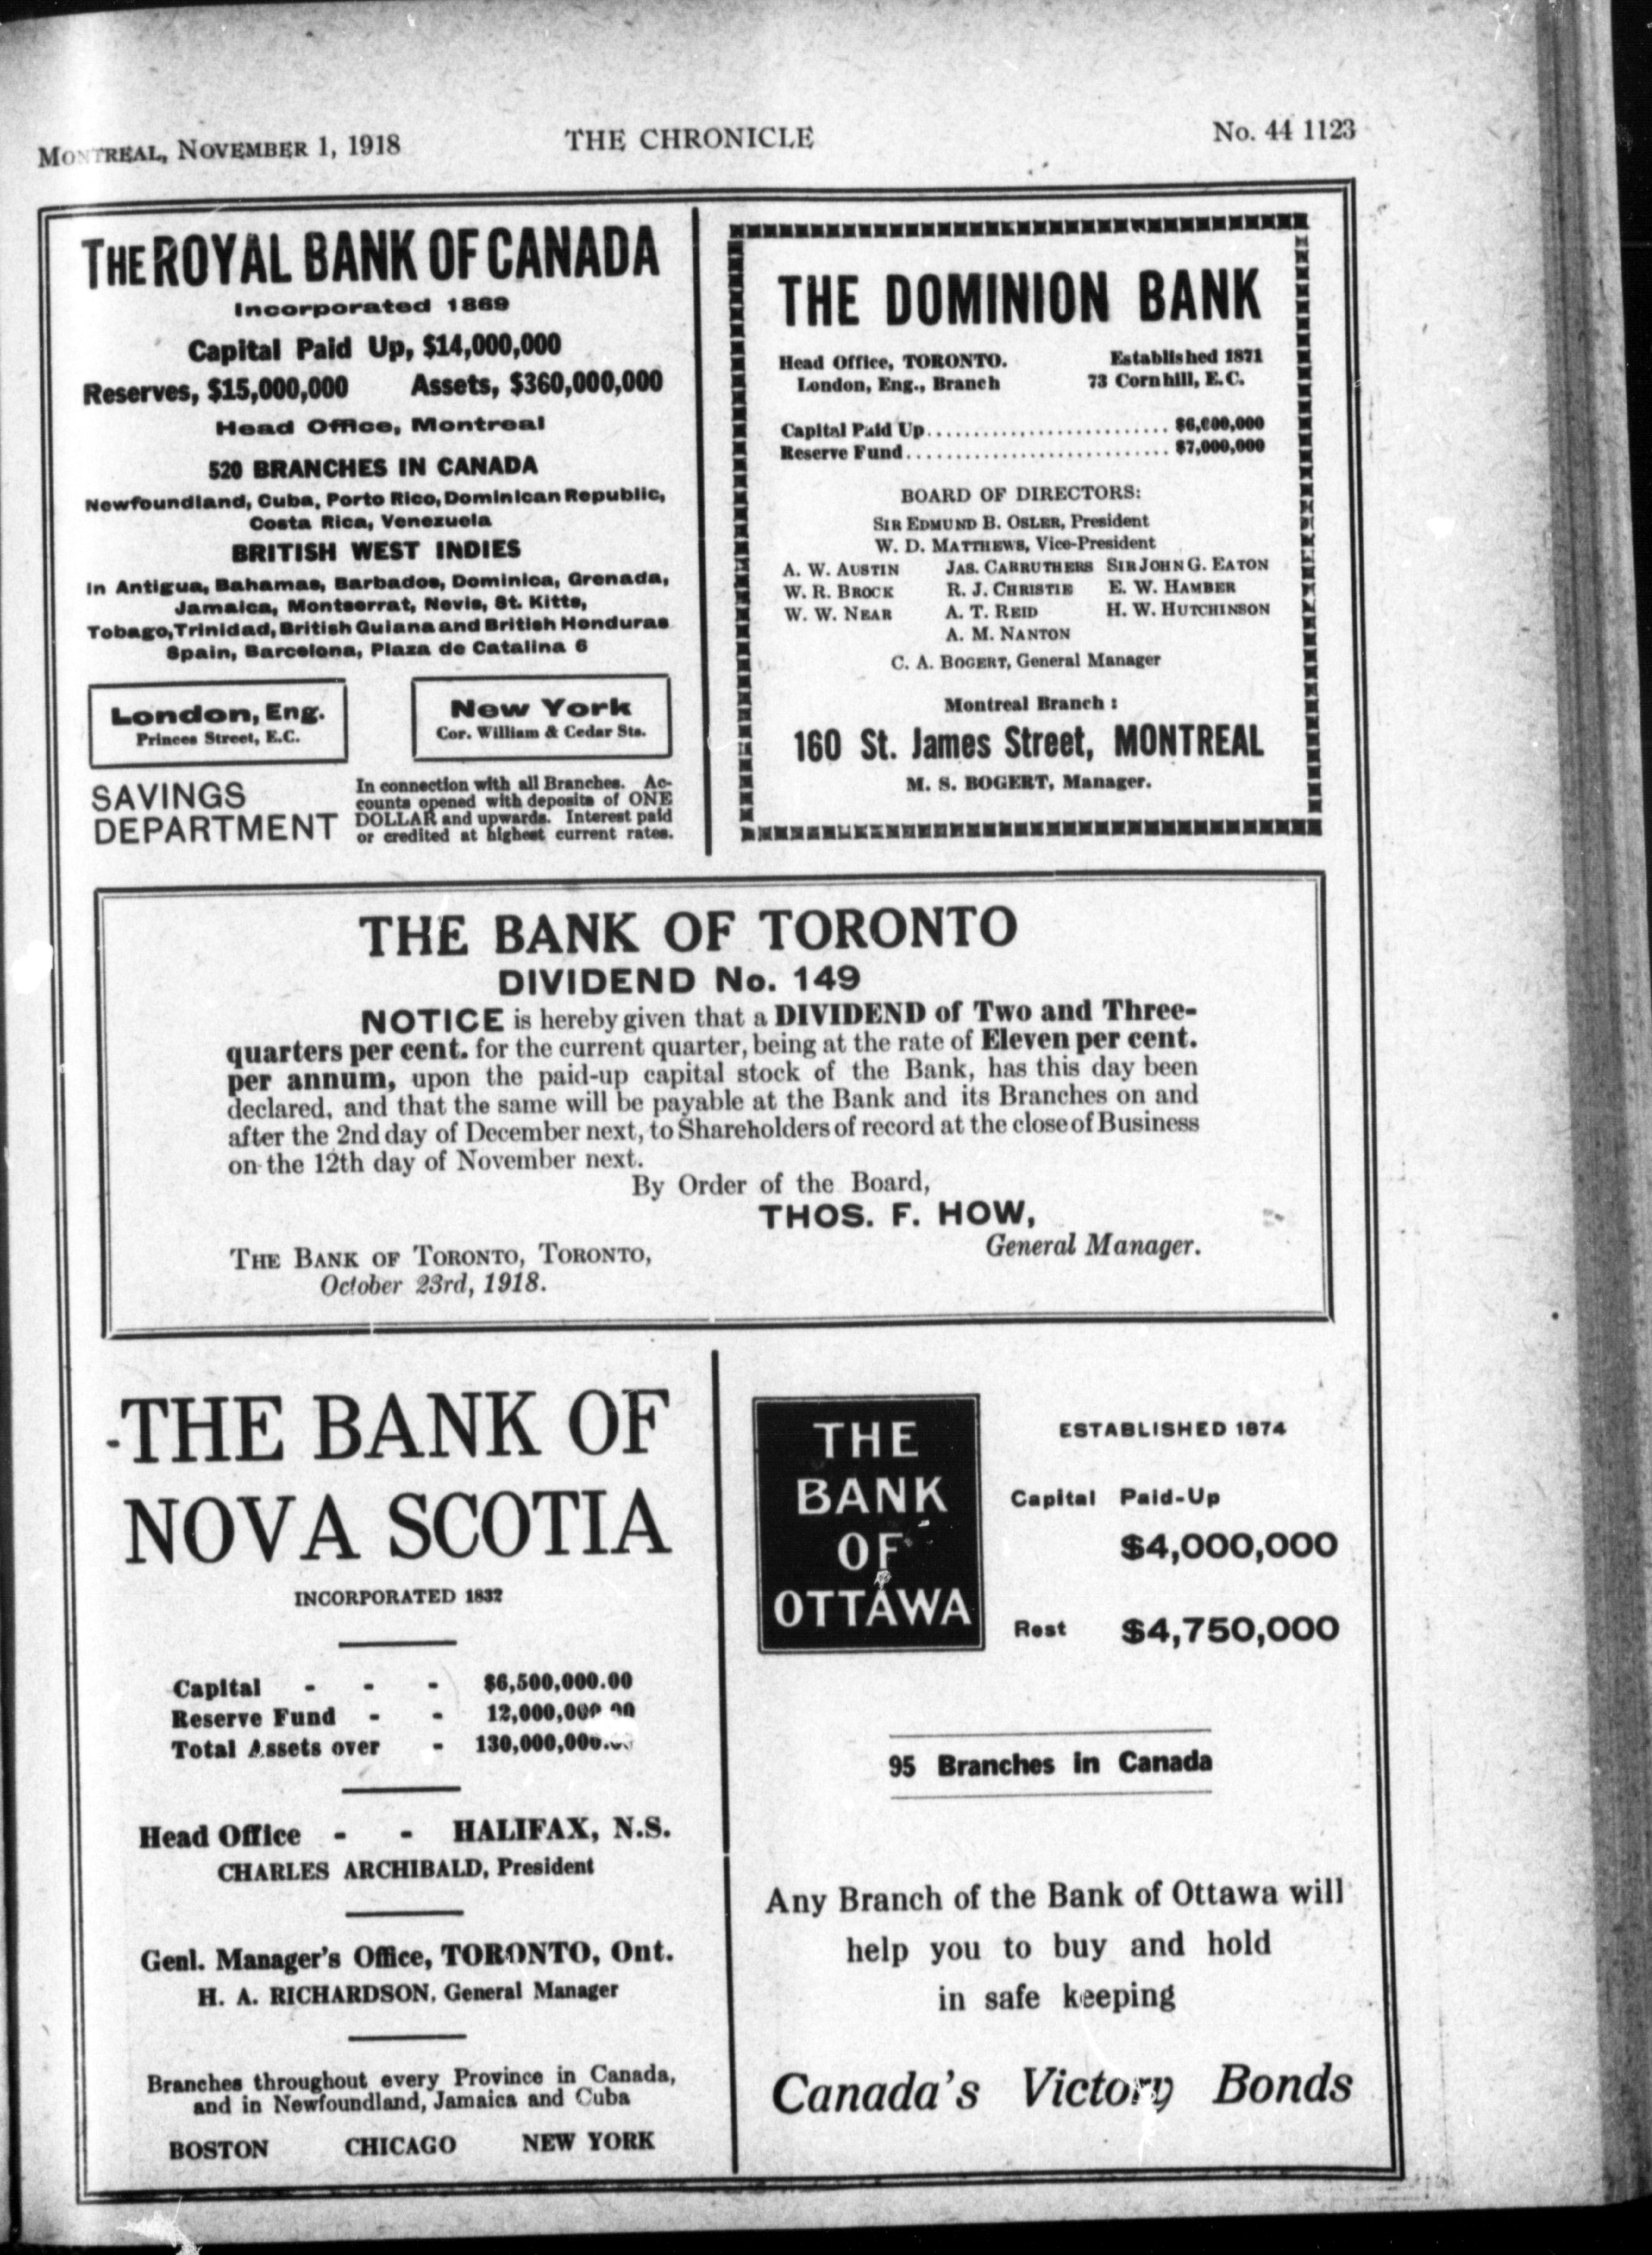 MONTREAL, NOVEMBER 1, 1918 THE CHRONICLE No. 44 1123
THE ROYAL BANK OF CANADA
Incorporated 1869
Capital Paid Up, $14,000,000
Reserves, $15,000,000 Assets, $360,000,000
Head Office, Montreal
520 BRANCHES IN CANADA
Newfoundland, Cuba, Porto Rico, Dominican Republic,
Costa Rica, Venezuela
BRITISH WEST INDIES
In Antigua, Bahamas, Barbados, Dominica, Grenada,
Jamaica, Montserrat, Nevis, St. Kitts,
Tobago, Trinidad, British Guiana and British Honduras
Spain, Barcelona, Plaza de Catalina 6
London, Eng.
Princes Street, E.C.
New York
Cor. William & Cedar Sts.
SAVINGS
DEPARTMENT
In connection with all Branches. Ac-
counts opened with deposits of ONE
DOLLAR and upwards. Interest paid
or credited at highest current rates.
THE DOMINION BANK
Head Office, TORONTO. Established 1871
London, Eng., Branch 73 Cornhill, E.C.
Capital Paid Up........................... $6,000,000
Reserve Fund............................. $7,000,000
BOARD OF DIRECTORS:
SIR EDMUND B. OSLER, President
W. D. MATTHEWS, Vice-President
A. W. AUSTIN JAS. CARRUTHERS SIR JOHN G. EATON
W. R. BROCK R. J. CHRISTIE E. W. HAMBER
W. W. NEAR A. T. REID H. W. HUTCHINSON
A. M. NANTON
C. A. BOGERT, General Manager
Montreal Branch :
160 St. James Street, MONTREAL
M. S. BOGERT, Manager.
THE BANK OF TORONTO
DIVIDEND No. 149
NOTICE is hereby given that a DIVIDEND of Two and Three-
quarters per cent. for the current quarter, being at the rate of Eleven per cent.
per annum, upon the paid-up capital stock of the Bank, has this day been
declared, and that the same will be payable at the Bank and its Branches on and
after the 2nd day of December next, to Shareholders of record at the close of Business
on the 12th day of November next.
By Order of the Board,
THOS. F. HOW,
General Manager.
THE BANK OF TORONTO, TORONTO,
October 23rd, 1918.
THE BANK OF
NOVA SCOTIA
INCORPORATED 1832
Capital - - - $6,500,000.00
Reserve Fund - - 12,000,000.00
Total Assets over - 130,000,000.00
Head Office - - HALIFAX, N.S.
CHARLES ARCHIBALD, President
Genl. Manager's Office, TORONTO, Ont.
H. A. RICHARDSON, General Manager
Branches throughout every Province in Canada,
and in Newfoundland, Jamaica and Cuba
BOSTON CHICAGO NEW YORK
THE
BANK
OF
OTTAWA
ESTABLISHED 1874
Capital Paid-Up
$4,000,000
Rest $4,750,000
95 Branches in Canada
Any Branch of the Bank of Ottawa will
help you to buy and hold
in safe keeping
Canada's Victory Bonds